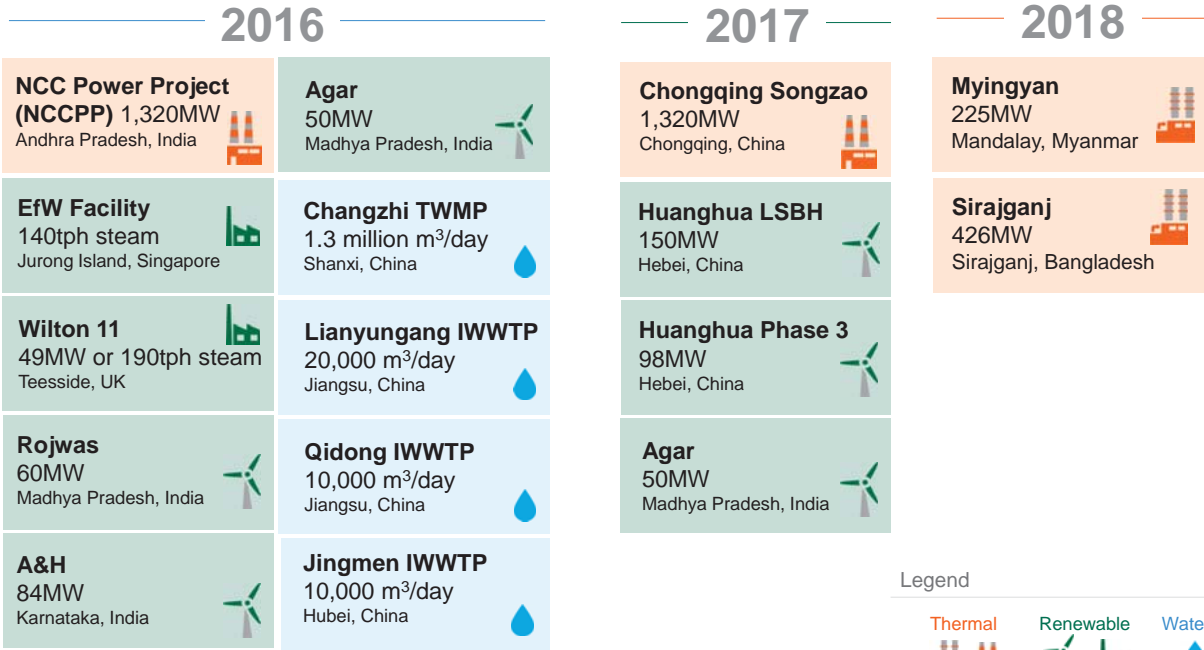 2016
NCC Power Project
(NCCPP) 1,320MW
Andhra Pradesh, India
EfW Facility
140tph steam
Jurong Island, Singapore
Wilton 11
49MW or 190tph steam
Teesside, UK
Rojwas
60MW
Madhya Pradesh, India
A&H
84MW
Karnataka, India
Agar
50MW
Madhya Pradesh, India
Changzhi TWMP
1.3 million m³/day
Shanxi, China
Lianyungang IWWTP
20,000 m³/day
Jiangsu, China
Qidong IWWTP
10,000 m³/day
Jiangsu, China
Jingmen IWWTP
10,000 m³/day
Hubei, China
2017
Chongqing Songzao
1,320MW
Chongqing, China
Huanghua LSBH
150MW
Hebei, China
Huanghua Phase 3
98MW
Hebei, China
Agar
50MW
Madhya Pradesh, India
2018
Myingyan
225MW
Mandalay, Myanmar
Sirajganj
426MW
Sirajganj, Bangladesh
Legend
Thermal Renewable Wate